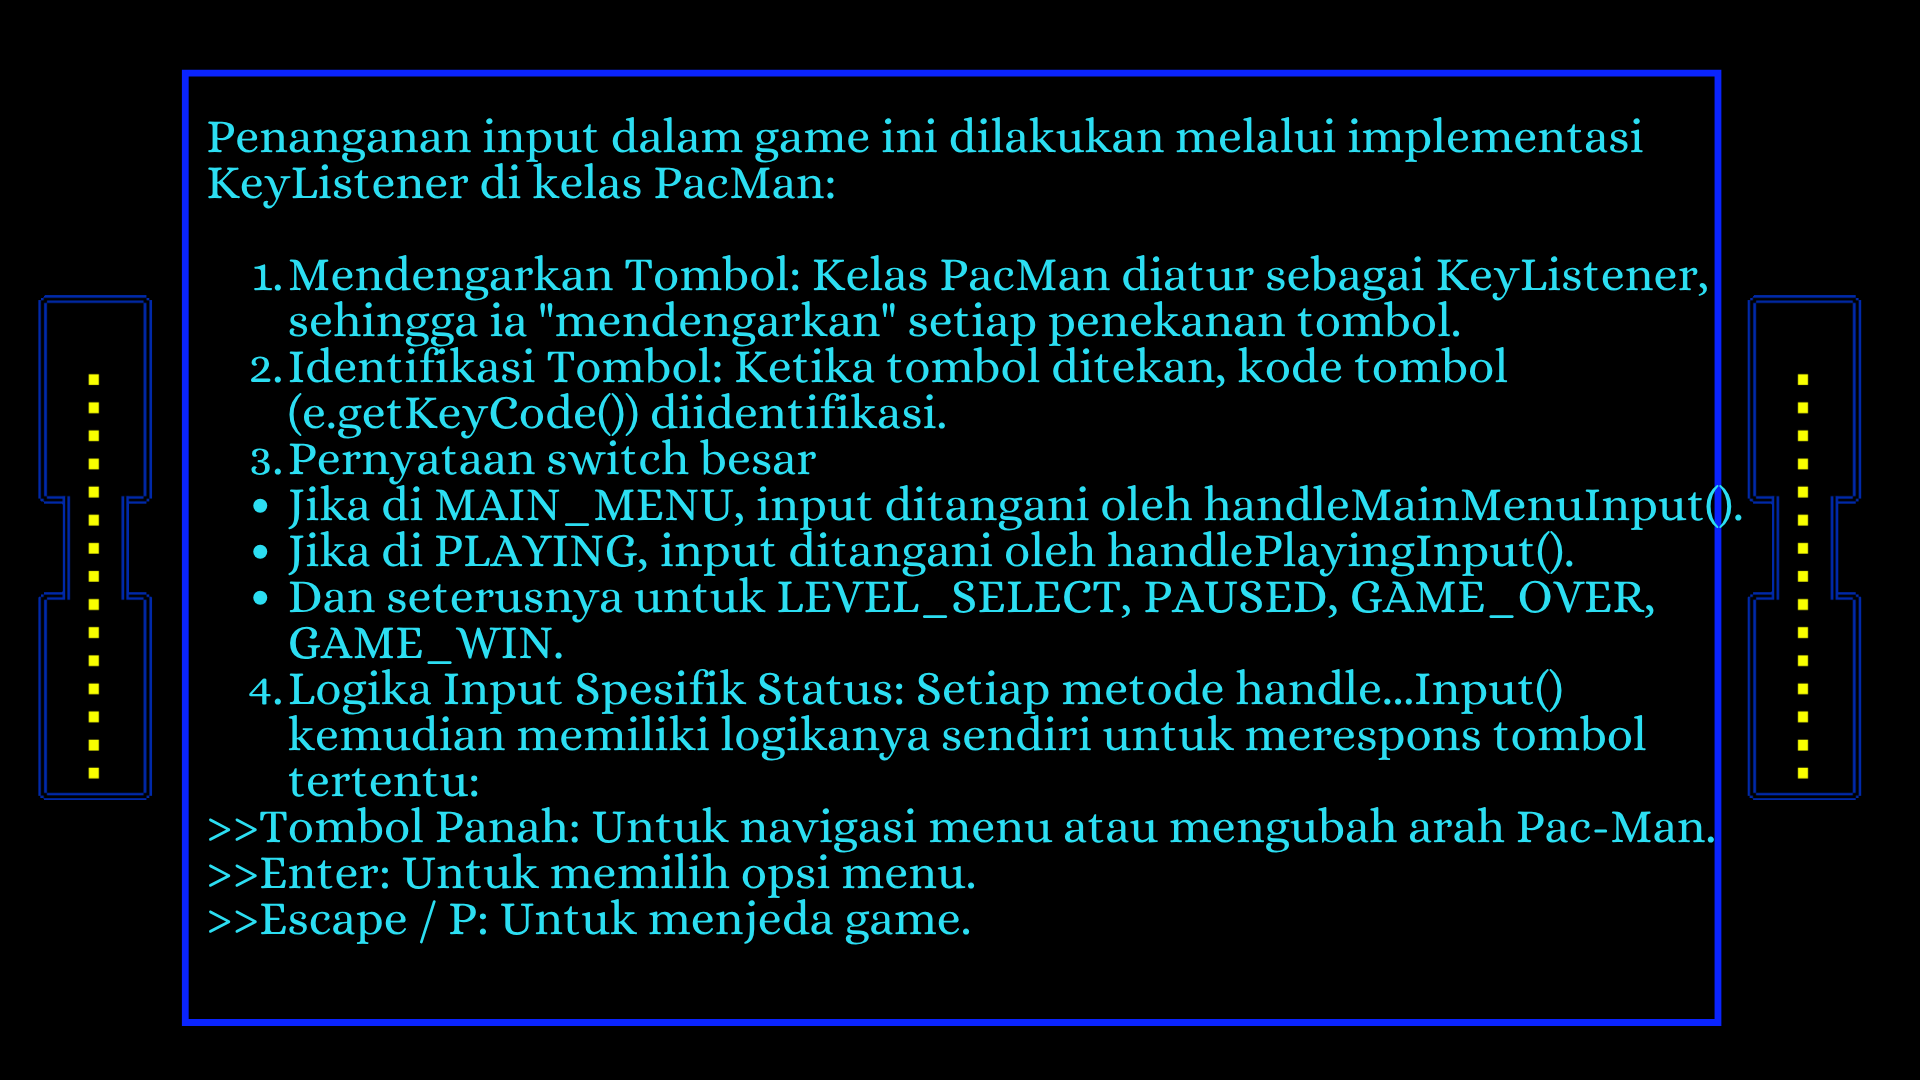 Penanganan input dalam game ini dilakukan melalui implementasi
KeyListener di kelas PacMan:
1. Mendengarkan Tombol: Kelas PacMan diatur sebagai KeyListener,
sehingga ia "mendengarkan" setiap penekanan tombol.
2. Identifikasi Tombol: Ketika tombol ditekan, kode tombol
(e.getKeyCode()) diidentifikasi.
3. Pernyataan switch besar
• Jika di MAIN_MENU, input ditangani oleh handleMainMenuInput().
• Jika di PLAYING, input ditangani oleh handlePlayingInput().
• Dan seterusnya untuk LEVEL_SELECT, PAUSED, GAME_OVER,
GAME_WIN.
4. Logika Input Spesifik Status: Setiap metode handle...Input()
kemudian memiliki logikanya sendiri untuk merespons tombol
tertentu:
>>Tombol Panah: Untuk navigasi menu atau mengubah arah Pac-Man.
>>Enter: Untuk memilih opsi menu.
>>Escape / P: Untuk menjeda game.